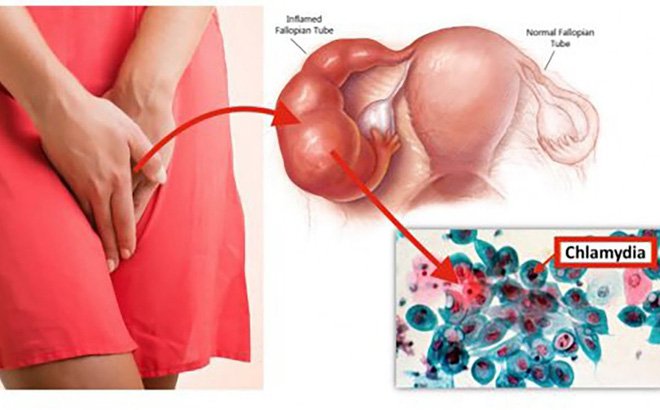 Inflamed
Fallopian Tube
Normal Fallopian
Tube
Chlamydia